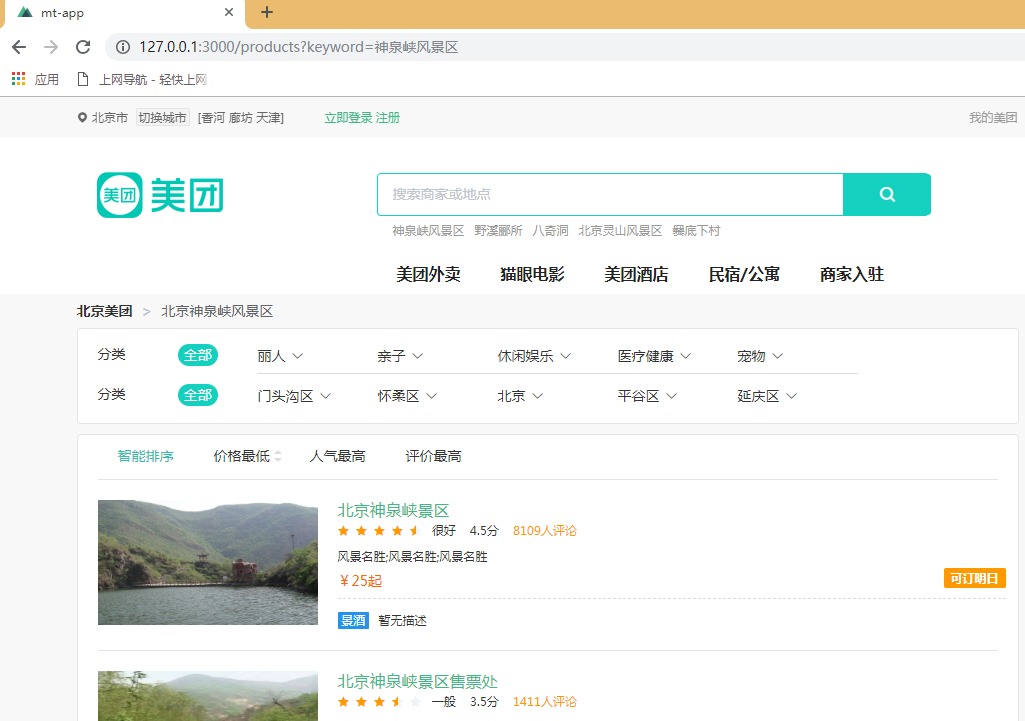 mt-app
127.0.0.1:3000/products?keyword=神泉峡风景区
应用 上网导航 - 轻快上网
北京市 切换城市 [香河 廊坊 天津] 立即登录 注册 我的美团
美团 美团 搜索商家或地点
神泉峡风景区 野溪郦所 八奇洞 北京灵山风景区 爨底下村
美团外卖 猫眼电影 美团酒店 民宿/公寓 商家入驻
北京美团 > 北京神泉峡风景区
分类 全部 丽人 亲子 休闲娱乐 医疗健康 宠物
分类 全部 门头沟区 怀柔区 北京 平谷区 延庆区
智能排序 价格最低 人气最高 评价最高
北京神泉峡景区
很好 4.5分 8109人评论
风景名胜;风景名胜;风景名胜
￥25起
可订明日
景酒 暂无描述
北京神泉峡景区售票处
一般 3.5分 1411人评论